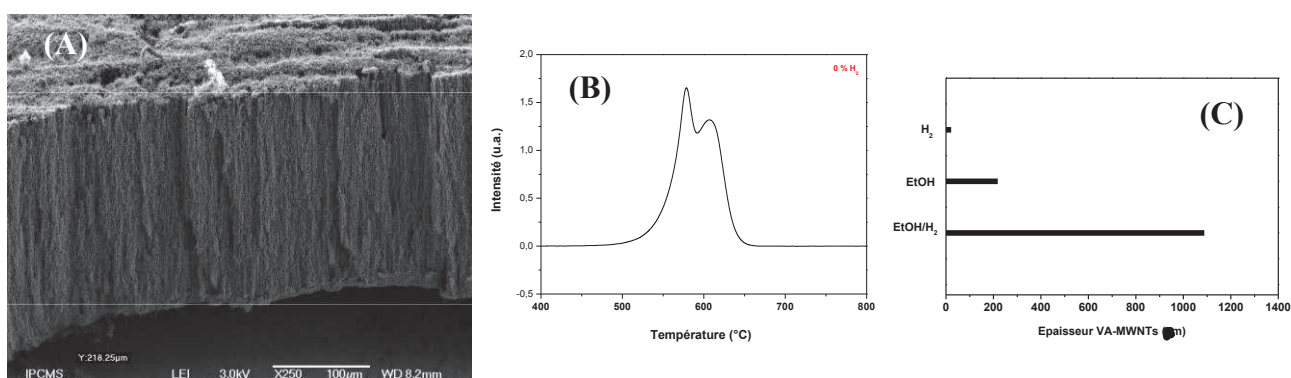 (A)
Y:218.25µm
IPCMS LEI 3.0kV X250 100µm WD 8.2mm
(B)
0 % H₂
2,0
1,5
1,0
0,5
0,0
-0,5
Intensité (u.a.)
400 500 600 700 800
Température (°C)
(C)
H₂
EtOH
EtOH/H₂
0 200 400 600 800 1000 1200 1400
Epaisseur VA-MWNTs (m)